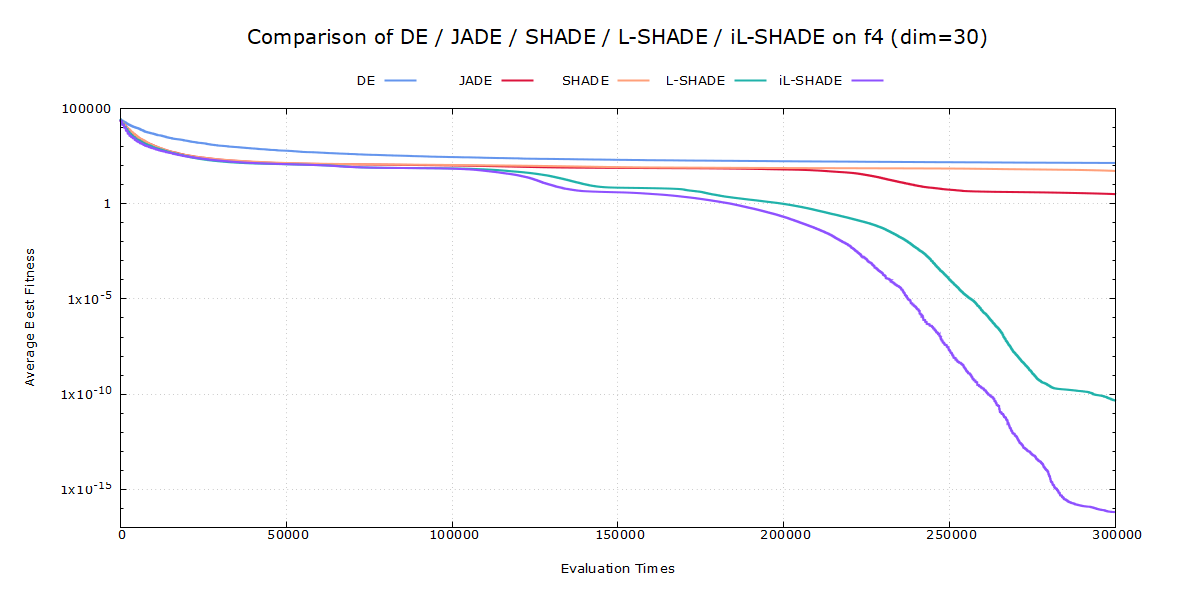 Comparison of DE / JADE / SHADE / L-SHADE / iL-SHADE on f4 (dim=30)
DE JADE SHADE L-SHADE iL-SHADE
100000
1
1x10^-5
1x10^-10
1x10^-15
Average Best Fitness
0 50000 100000 150000 200000 250000 300000
Evaluation Times